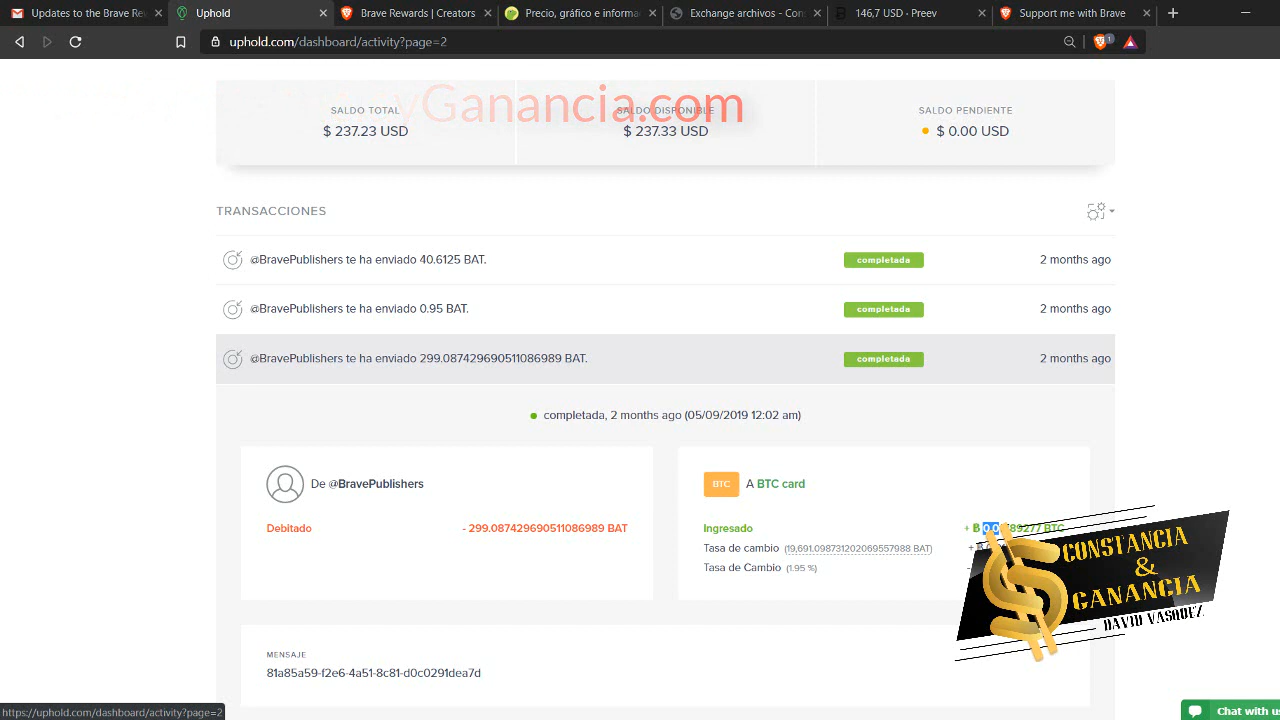 Updates to the Brave Rev
Uphold
Brave Rewards | Creators
Precio, gráfico e informa
Exchange archivos - Cons
146,7 USD - Preev
Support me with Brave
uphold.com/dashboard/activity?page=2
1
yGanancia.com
SALDO TOTAL
SALDO DISPONIBLE
SALDO PENDIENTE
$ 237.23 USD
$ 237.33 USD
$ 0.00 USD
TRANSACCIONES
@BravePublishers te ha enviado 40.6125 BAT.
completada
2 months ago
@BravePublishers te ha enviado 0.95 BAT.
completada
2 months ago
@BravePublishers te ha enviado 299.087429690511086989 BAT.
completada
2 months ago
completada, 2 months ago (05/09/2019 12:02 am)
De @BravePublishers
BTC
A BTC card
Debitado
- 299.087429690511086989 BAT
Ingresado
BTC
Tasa de cambio (19,691.098731202069557988 BAT)
Tasa de Cambio (1.95 %)
CONSTANCIA
&
GANANCIA
DAVID VASQUEZ
MENSAJE
81a85a59-f2e6-4a51-8c81-d0c0291dea7d
https://uphold.com/dashboard/activity?page=2
Chat with us